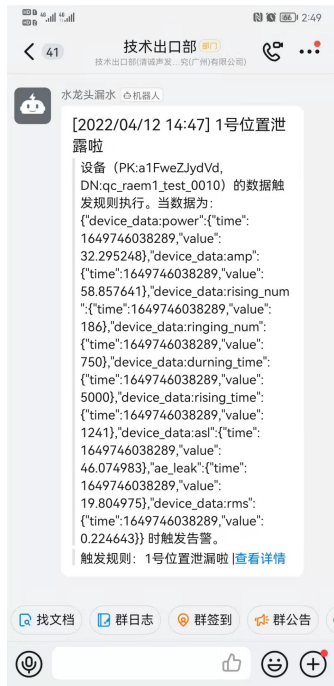 2:49
41
技术出口部 部门
技术出口部(清诚声发...究(广州)有限公司)
水龙头漏水 机器人
[2022/04/12 14:47] 1号位置泄
露啦
设备（PK:a1FweZJydVd,
DN:qc_raem1_test_0010）的数据触
发规则执行。当数据为：
{"device_data:power":{"time":
1649746038289,"value":
32.295248},"device_data:amp":
{"time":1649746038289,"value":
58.857641},"device_data:rising_num
":{"time":1649746038289,"value":
186},"device_data:ringing_num":
{"time":1649746038289,"value":
750},"device_data:durning_time":
{"time":1649746038289,"value":
5000},"device_data:rising_time":
{"time":1649746038289,"value":
1241},"device_data:asl":{"time":
1649746038289,"value":
46.074983},"ae_leak":{"time":
1649746038289,"value":
19.804975},"device_data:rms":
{"time":1649746038289,"value":
0.224643}} 时触发告警。
触发规则：1号位置泄漏啦 |查看详情
找文档 群日志 群签到 群公告